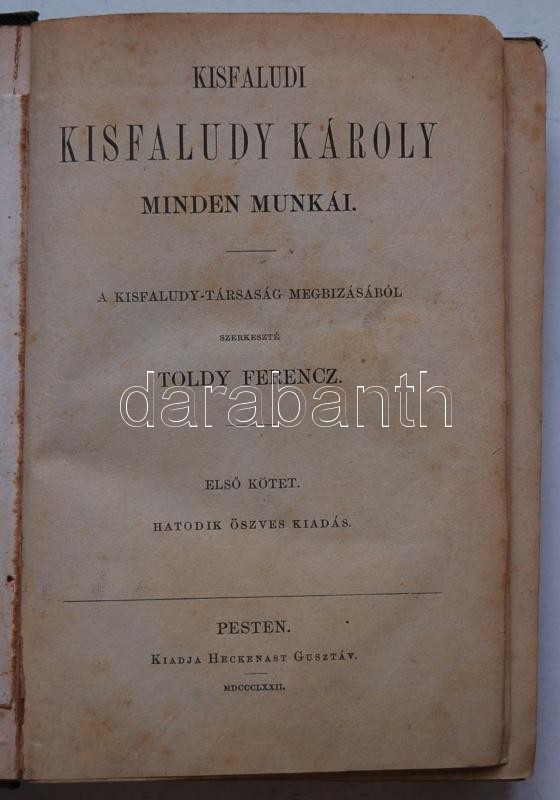 KISFALUDI
KISFALUDY KÁROLY
MINDEN MUNKÁI.
A KISFALUDY-TÁRSASÁG MEGBIZÁSÁBÓL
SZERKESZTÉ
TOLDY FERENCZ.
darabanth
ELSŐ KÖTET.
HATODIK ÖSZVES KIADÁS.
PESTEN.
KIADJA HECKENAST GUSZTÁV.
MDCCCLXXII.